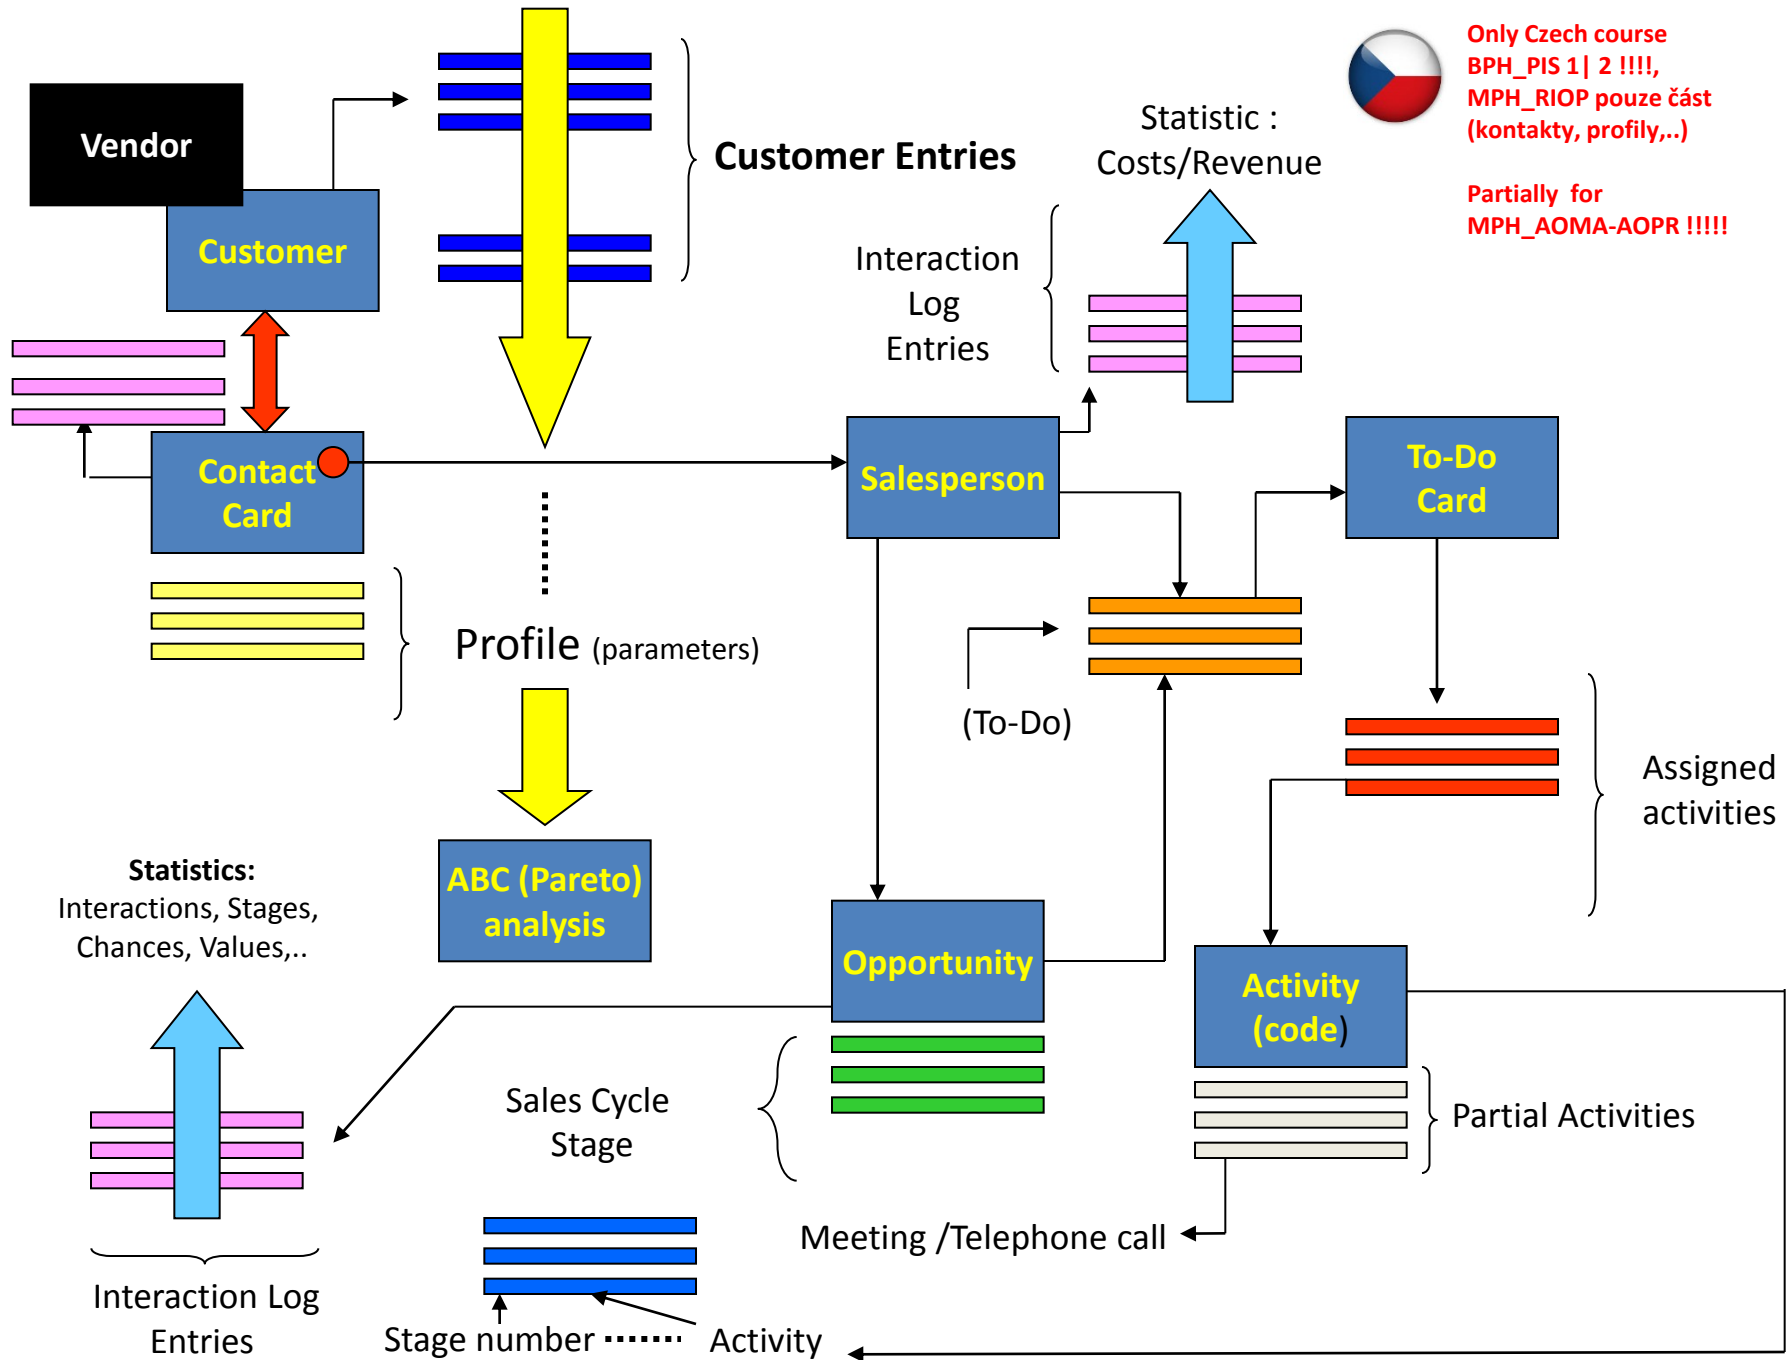 Only Czech course
BPH_PIS 1| 2 !!!!,
MPH_RIOP pouze část
(kontakty, profily,..)
Partially for
MPH_AOMA-AOPR !!!!!
Vendor
Customer
Customer Entries
Statistic :
Costs/Revenue
Interaction
Log
Entries
Contact
Card
Salesperson
To-Do
Card
Profile (parameters)
(To-Do)
Assigned
activities
Statistics:
Interactions, Stages,
Chances, Values,..
ABC (Pareto)
analysis
Opportunity
Activity
(code)
Sales Cycle
Stage
Partial Activities
Meeting /Telephone call
Interaction Log
Entries
Stage number
Activity